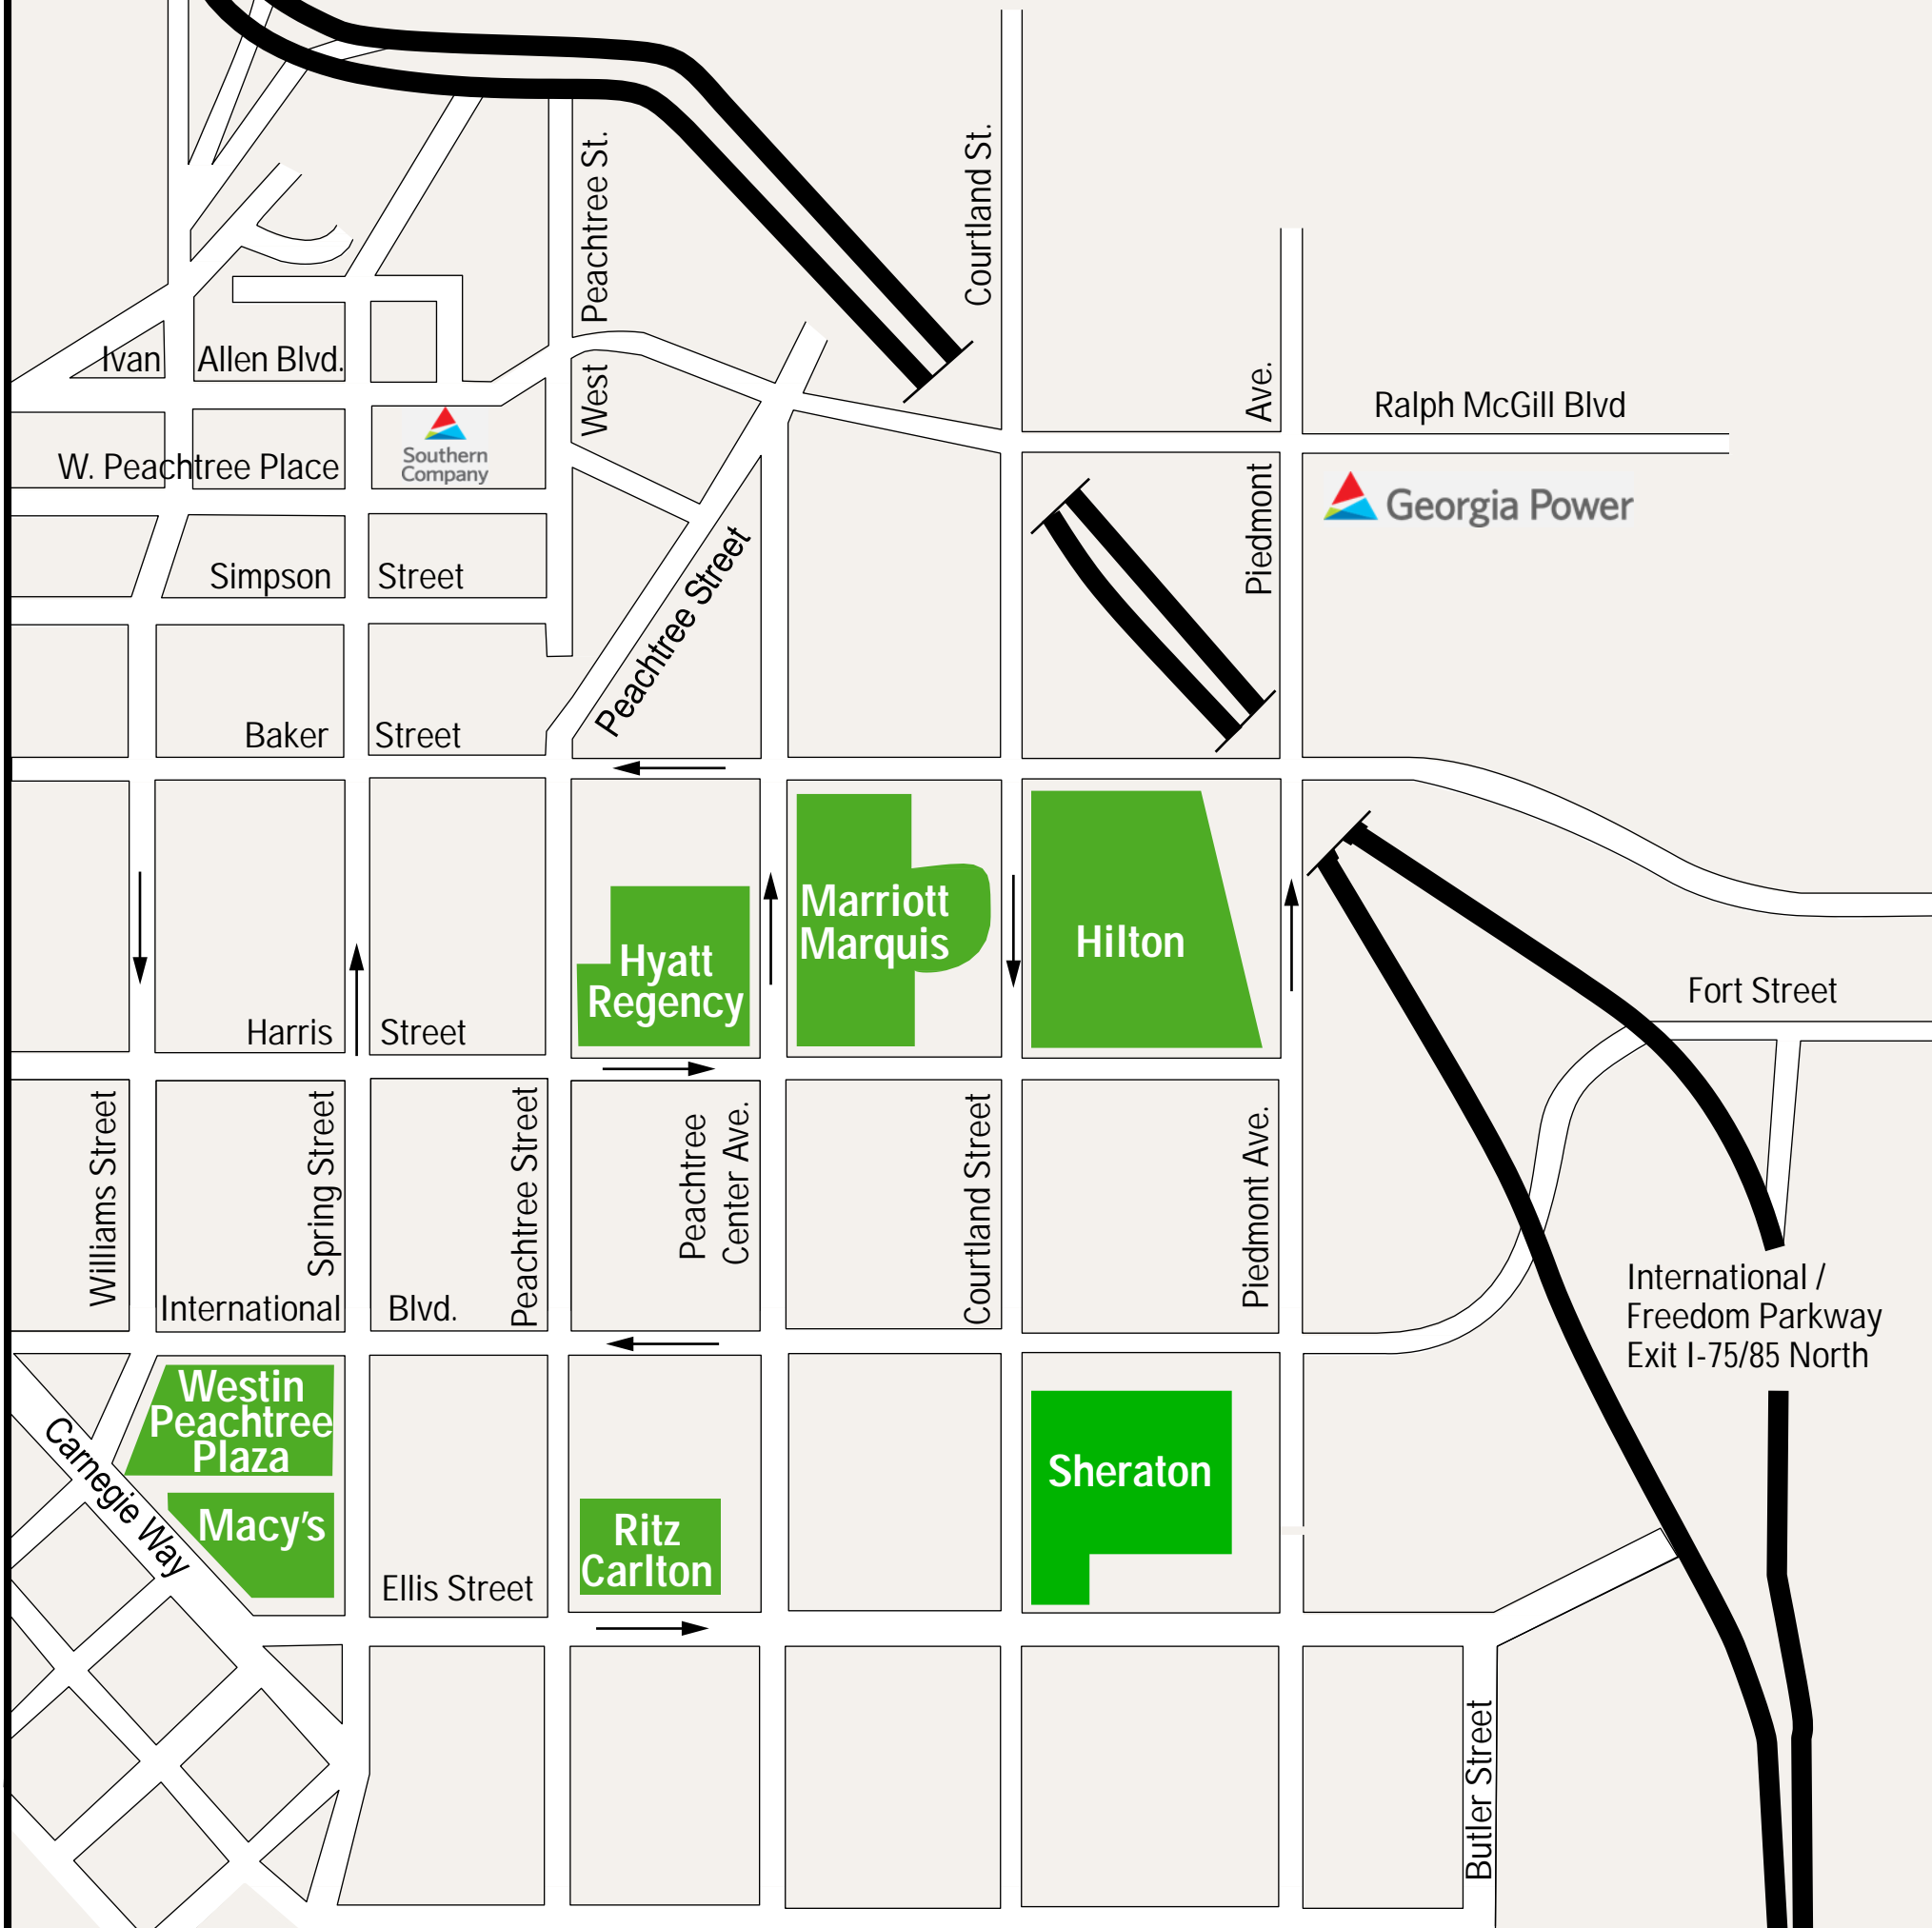 Peachtree St.
West
Courtland St.
Ivan Allen Blvd.
Ave.
Piedmont
Ralph McGill Blvd
Southern
Company
W. Peachtree Place
Georgia Power
Simpson Street
Peachtree Street
Baker Street
Marriott
Marquis
Hilton
Hyatt
Regency
Harris Street
Fort Street
Williams Street
Spring Street
Peachtree Street
Peachtree
Center Ave.
Courtland Street
Piedmont Ave.
International Blvd.
International /
Freedom Parkway
Exit I-75/85 North
Westin
Peachtree
Plaza
Carnegie Way
Macy's
Sheraton
Ritz
Carlton
Ellis Street
Butler Street